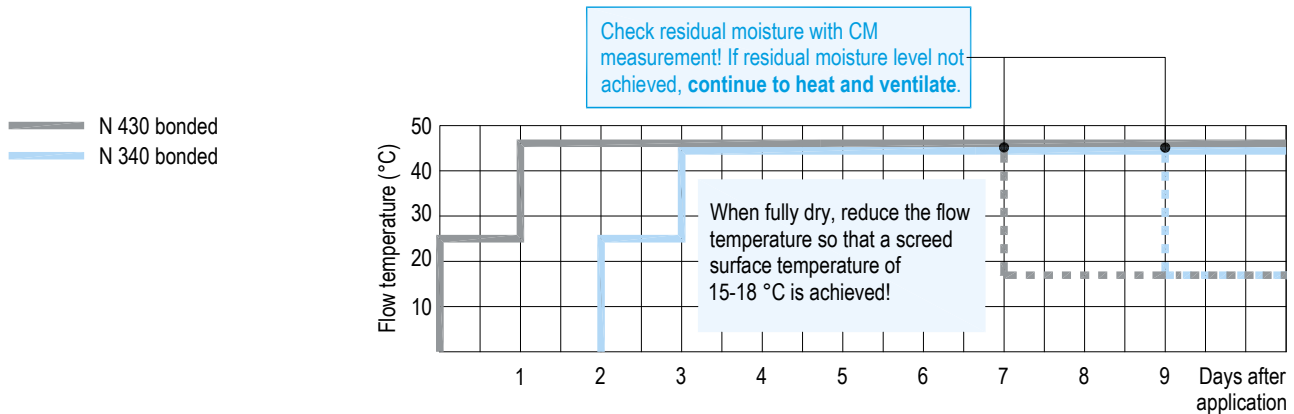 Check residual moisture with CM
measurement! If residual moisture level not
achieved, continue to heat and ventilate.
N 430 bonded
N 340 bonded
Flow temperature (°C)
50
40
30
20
10
When fully dry, reduce the flow
temperature so that a screed
surface temperature of
15-18 °C is achieved!
1 2 3 4 5 6 7 8 9 Days after
application